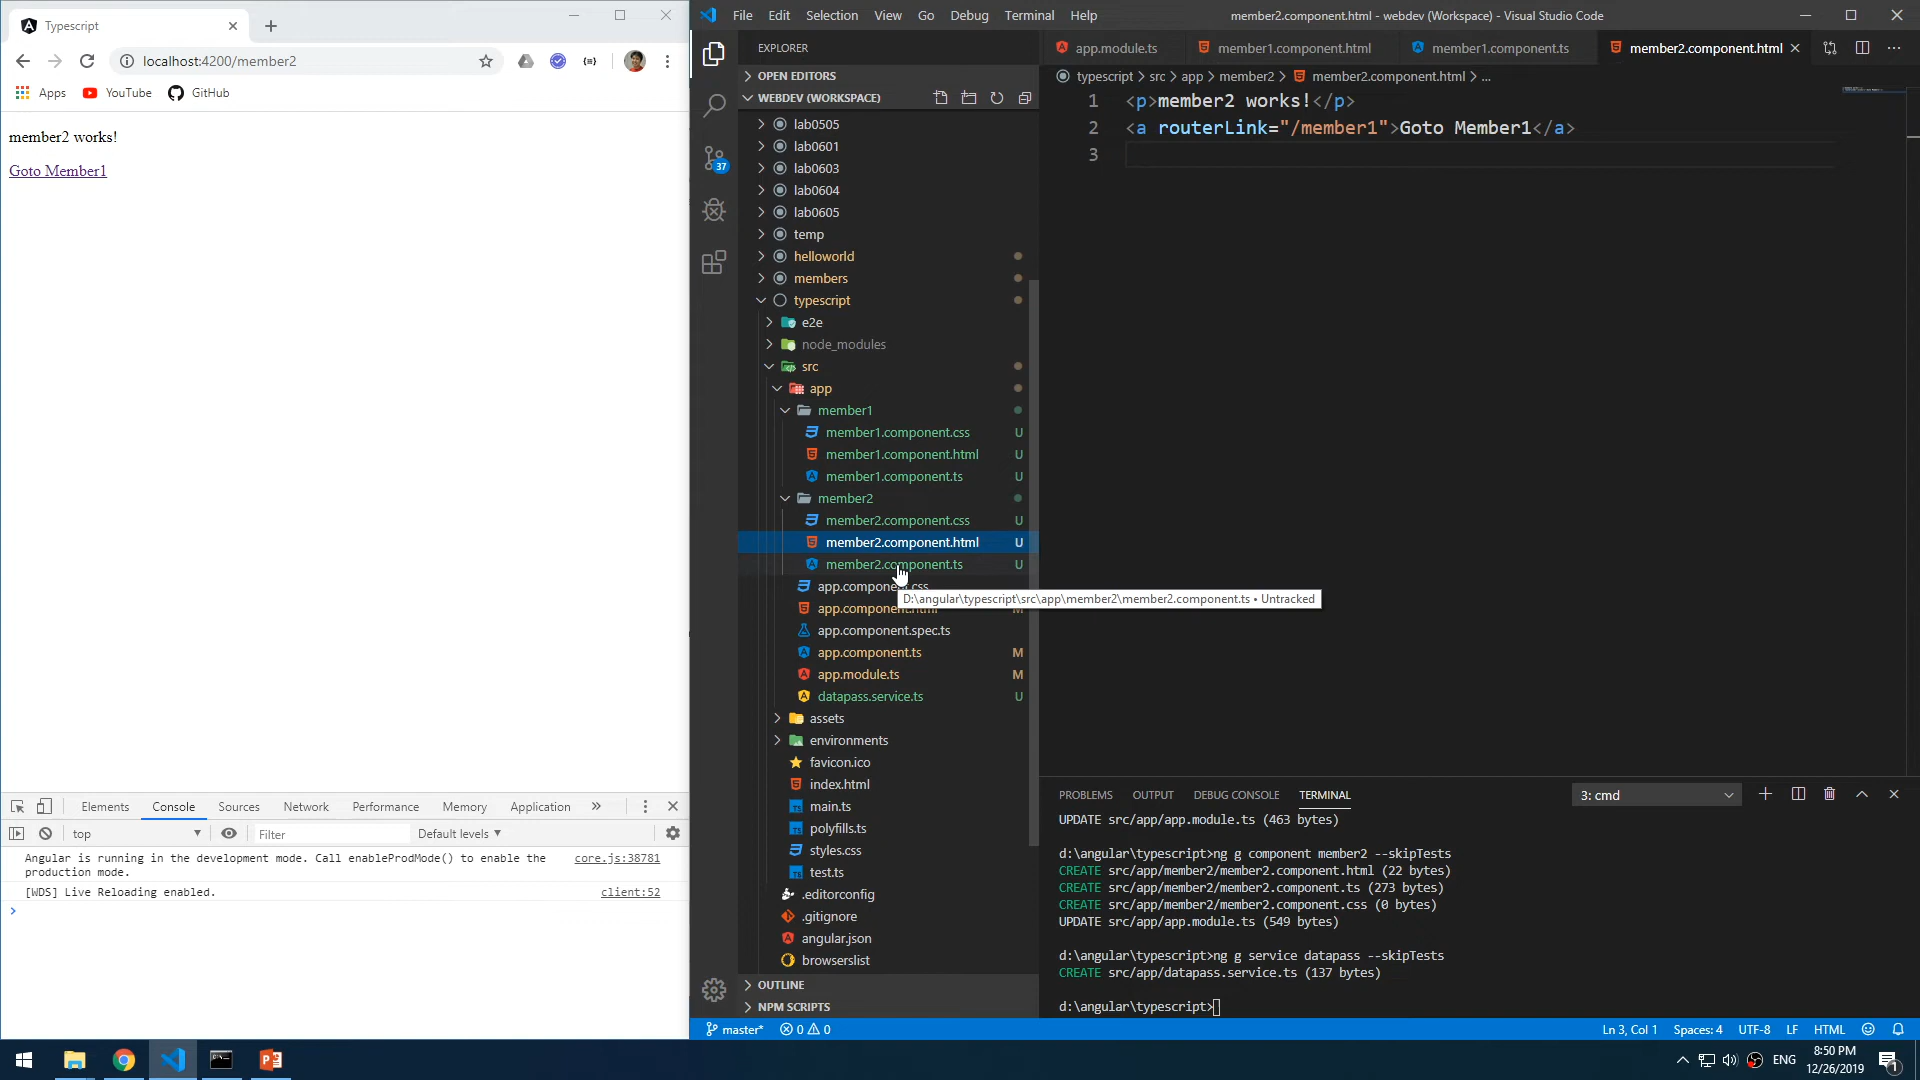 Typescript
localhost:4200/member2
Apps
YouTube
GitHub
member2 works!
Goto Member1
Elements
Console
Sources
Network
Performance
Memory
Application
top
Filter
Default levels
Angular is running in the development mode. Call enableProdMode() to enable the
production mode.
core.js:38781
[WDS] Live Reloading enabled.
client:52
File Edit Selection View Go Debug Terminal Help
member2.component.html - webdev (Workspace) - Visual Studio Code
37
EXPLORER
OPEN EDITORS
WEBDEV (WORKSPACE)
lab0505
lab0601
lab0603
lab0604
lab0605
temp
helloworld
members
typescript
e2e
node_modules
src
app
member1
member1.component.css U
member1.component.html U
member1.component.ts U
member2
member2.component.css U
member2.component.html U
member2.component.ts U
app.component.css
D:\angular\typescript\src\app\member2\member2.component.ts • Untracked
app.component.html M
app.component.spec.ts
app.component.ts M
app.module.ts M
datapass.service.ts U
assets
environments
favicon.ico
index.html
main.ts
polyfills.ts
styles.css
test.ts
.editorconfig
.gitignore
angular.json
browserslist
OUTLINE
NPM SCRIPTS
app.module.ts
member1.component.html
member1.component.ts
member2.component.html
typescript > src > app > member2 > member2.component.html > ...
1 <p>member2 works!</p>
2 <a routerLink="/member1">Goto Member1</a>
3
PROBLEMS OUTPUT DEBUG CONSOLE TERMINAL
3: cmd
UPDATE src/app/app.module.ts (463 bytes)
d:\angular\typescript>ng g component member2 --skipTests
CREATE src/app/member2/member2.component.html (22 bytes)
CREATE src/app/member2/member2.component.ts (273 bytes)
CREATE src/app/member2/member2.component.css (0 bytes)
UPDATE src/app/app.module.ts (549 bytes)
d:\angular\typescript>ng g service datapass --skipTests
CREATE src/app/datapass.service.ts (137 bytes)
d:\angular\typescript>
master* 0 0
Ln 3, Col 1
Spaces: 4
UTF-8
LF
HTML
ENG
8:50 PM
12/26/2019
1